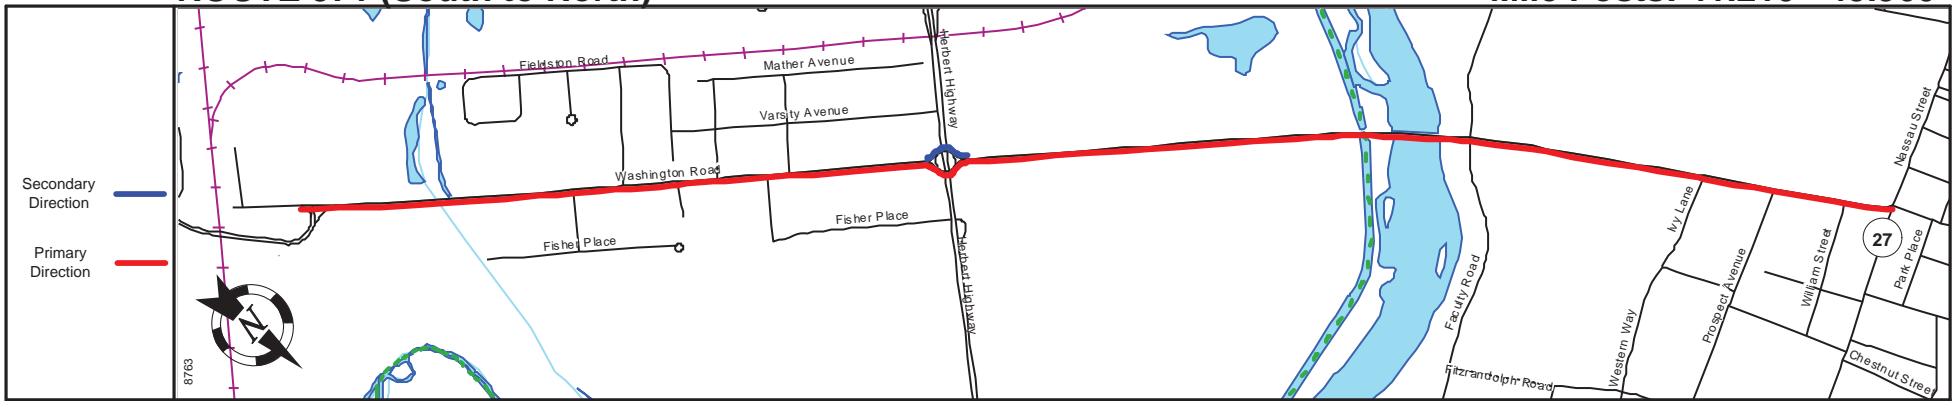 Secondary
Direction
Primary
Direction
8763
N
Fieldston Road
Mather Avenue
Varsity Avenue
Washington Road
Fisher Place
Fisher Place
Herbert Highway
Herbert Highway
Faculty Road
Fitzrandolph Road
Western Way
Ivy Lane
Prospect Avenue
William Street
27
Park Place
Nassau Street
Chestnut Street